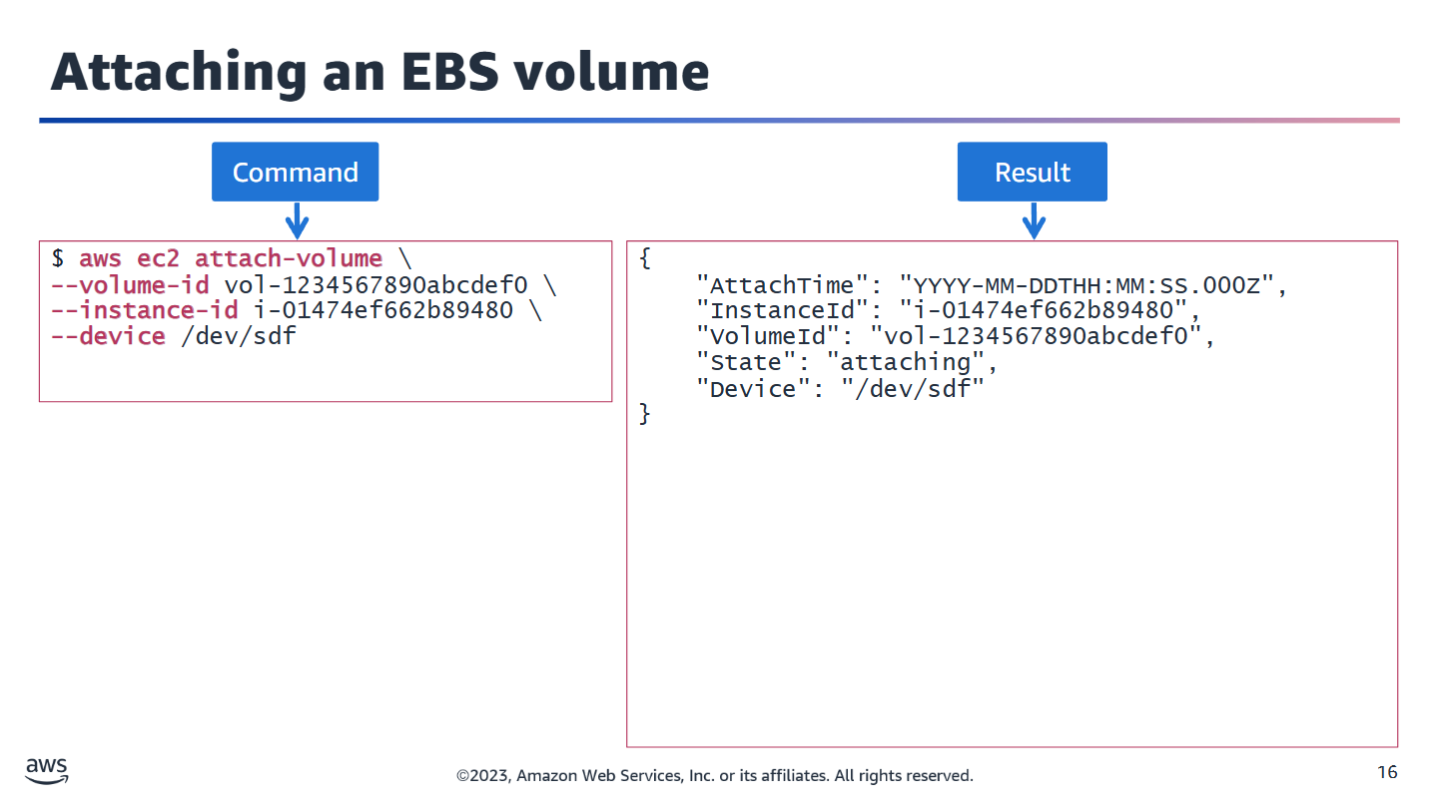 Attaching an EBS volume
Command
$ aws ec2 attach-volume \
--volume-id vol-1234567890abcdef0 \
--instance-id i-01474ef662b89480 \
--device /dev/sdf
Result
{
    "AttachTime": "YYYY-MM-DDTHH:MM:SS.000Z",
    "InstanceId": "i-01474ef662b89480",
    "VolumeId": "vol-1234567890abcdef0",
    "State": "attaching",
    "Device": "/dev/sdf"
}
aws
©2023, Amazon Web Services, Inc. or its affiliates. All rights reserved.
16